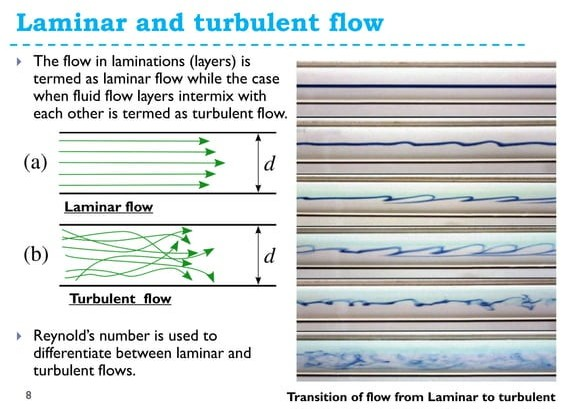 Laminar and turbulent flow
The flow in laminations (layers) is
termed as laminar flow while the case
when fluid flow layers intermix with
each other is termed as turbulent flow.
(a)
d
Laminar flow
(b)
d
Turbulent flow
Reynold's number is used to
differentiate between laminar and
turbulent flows.
8
Transition of flow from Laminar to turbulent